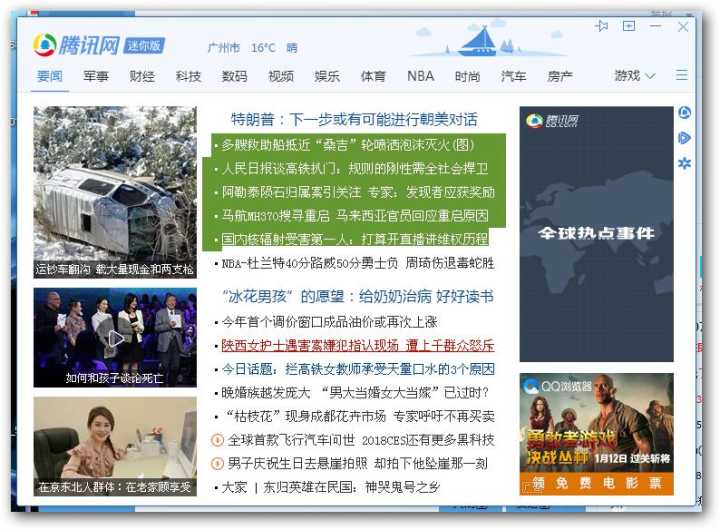 腾讯网 迷你版
广州市 16℃ 晴
要闻 军事 财经 科技 数码 视频 娱乐 体育 NBA 时尚 汽车 房产 游戏
运钞车翻沟 载大量现金和两支枪
如何和孩子谈论死亡
在京东北人群体：在老家顾享受
特朗普：下一步或有可能进行朝美对话
多艘救助船抵近“桑吉”轮喷洒泡沫灭火(图)
人民日报谈高铁扒门：规则的刚性需全社会捍卫
阿勒泰陨石归属案引关注 专家：发现者应获奖励
马航MH370搜寻重启 马来西亚官员回应重启原因
国内核辐射受害第一人：打算开直播讲维权历程
NBA-杜兰特40分路威50分勇士负 周琦伤退毒蛇胜
“冰花男孩”的愿望：给奶奶治病 好好读书
今年首个调价窗口成品油价或再次上涨
陕西女护士遇害案嫌犯指认现场 遭上千群众怒斥
今日话题：拦高铁女教师承受天量口水的3个原因
晚婚族越发庞大 “男大当婚女大当嫁”已过时?
“枯枝花”现身成都花卉市场 专家呼吁不再买卖
全球首款飞行汽车问世 2018CES还有更多黑科技
男子庆祝生日去悬崖拍照 却拍下他坠崖那一刻
大家 | 东归英雄在民国：神哭鬼号之乡
腾讯网
QQ.com
全球热点事件
QQ浏览器
勇敢者游戏
决战丛林
1月12日 过关斩将
广告
领免费电影票